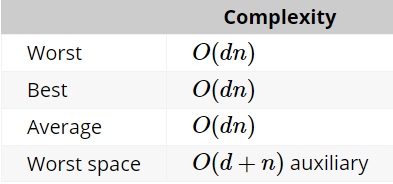 Complexity
Worst O(dn)
Best O(dn)
Average O(dn)
Worst space O(d + n) auxiliary